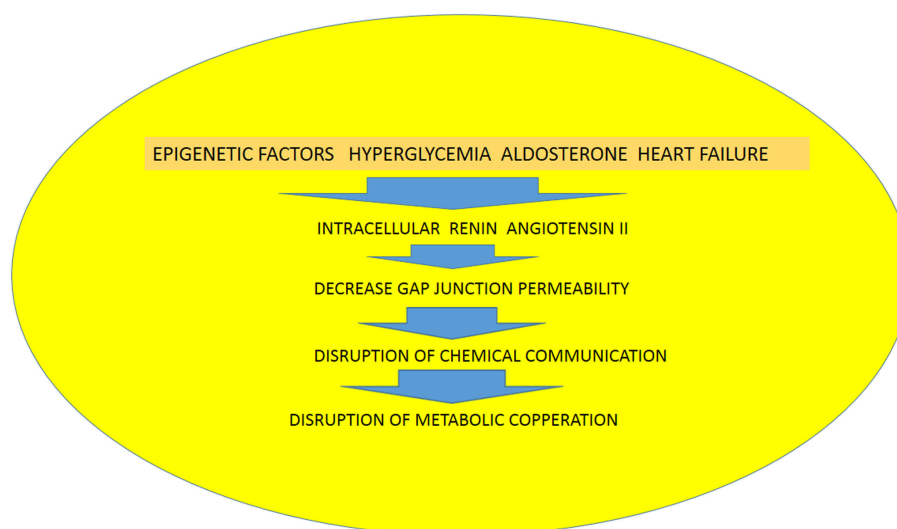 EPIGENETIC FACTORS HYPERGLYCEMIA ALDOSTERONE HEART FAILURE
INTRACELLULAR RENIN ANGIOTENSIN II
DECREASE GAP JUNCTION PERMEABILITY
DISRUPTION OF CHEMICAL COMMUNICATION
DISRUPTION OF METABOLIC COPPERATION